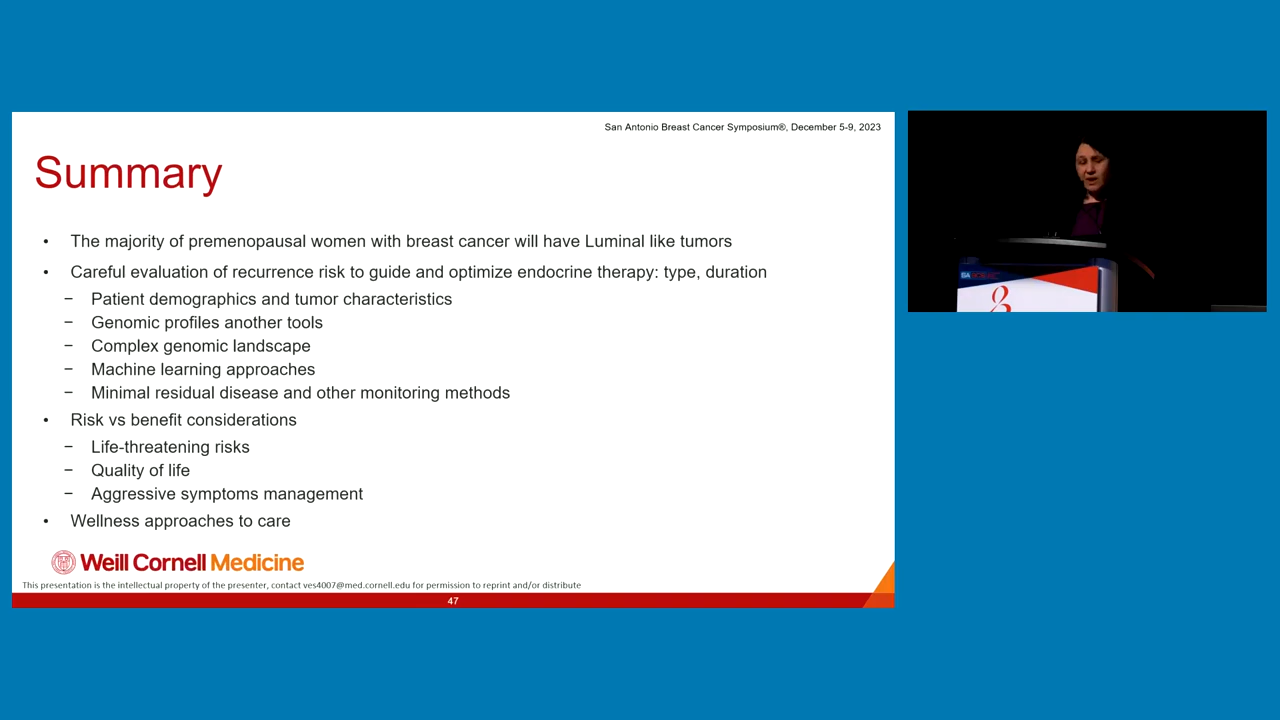 San Antonio Breast Cancer Symposium®, December 5-9, 2023
Summary
• The majority of premenopausal women with breast cancer will have Luminal like tumors
• Careful evaluation of recurrence risk to guide and optimize endocrine therapy: type, duration
− Patient demographics and tumor characteristics
− Genomic profiles another tools
− Complex genomic landscape
− Machine learning approaches
− Minimal residual disease and other monitoring methods
• Risk vs benefit considerations
− Life-threatening risks
− Quality of life
− Aggressive symptoms management
• Wellness approaches to care
Weill Cornell Medicine
This presentation is the intellectual property of the presenter, contact ves4007@med.cornell.edu for permission to reprint and/or distribute
47